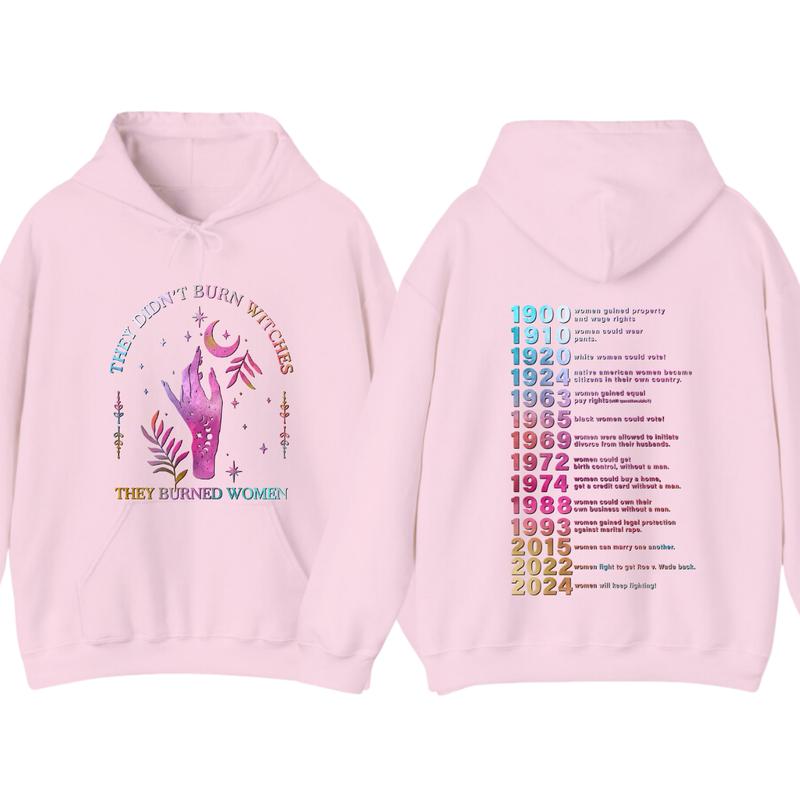 THEY DIDN'T BURN WITCHES
THEY BURNED WOMEN
1900 women gained property
and wage rights
1910 women could wear
pants.
1920 white women could vote!
1924 native american women became
citizens in their own country.
1963 women gained equal
pay rights(still questionable?)
1965 black women could vote!
1969 women were allowed to initiate
divorce from their husbands.
1972 women could get
birth control, without a man.
1974 women could buy a home,
get a credit card without a man.
1988 women could own their
own business without a man.
1993 women gained legal protection
against marital rape.
2015 women can marry one another.
2022 women fight to get Roe v. Wade back.
2024 women will keep fighting!